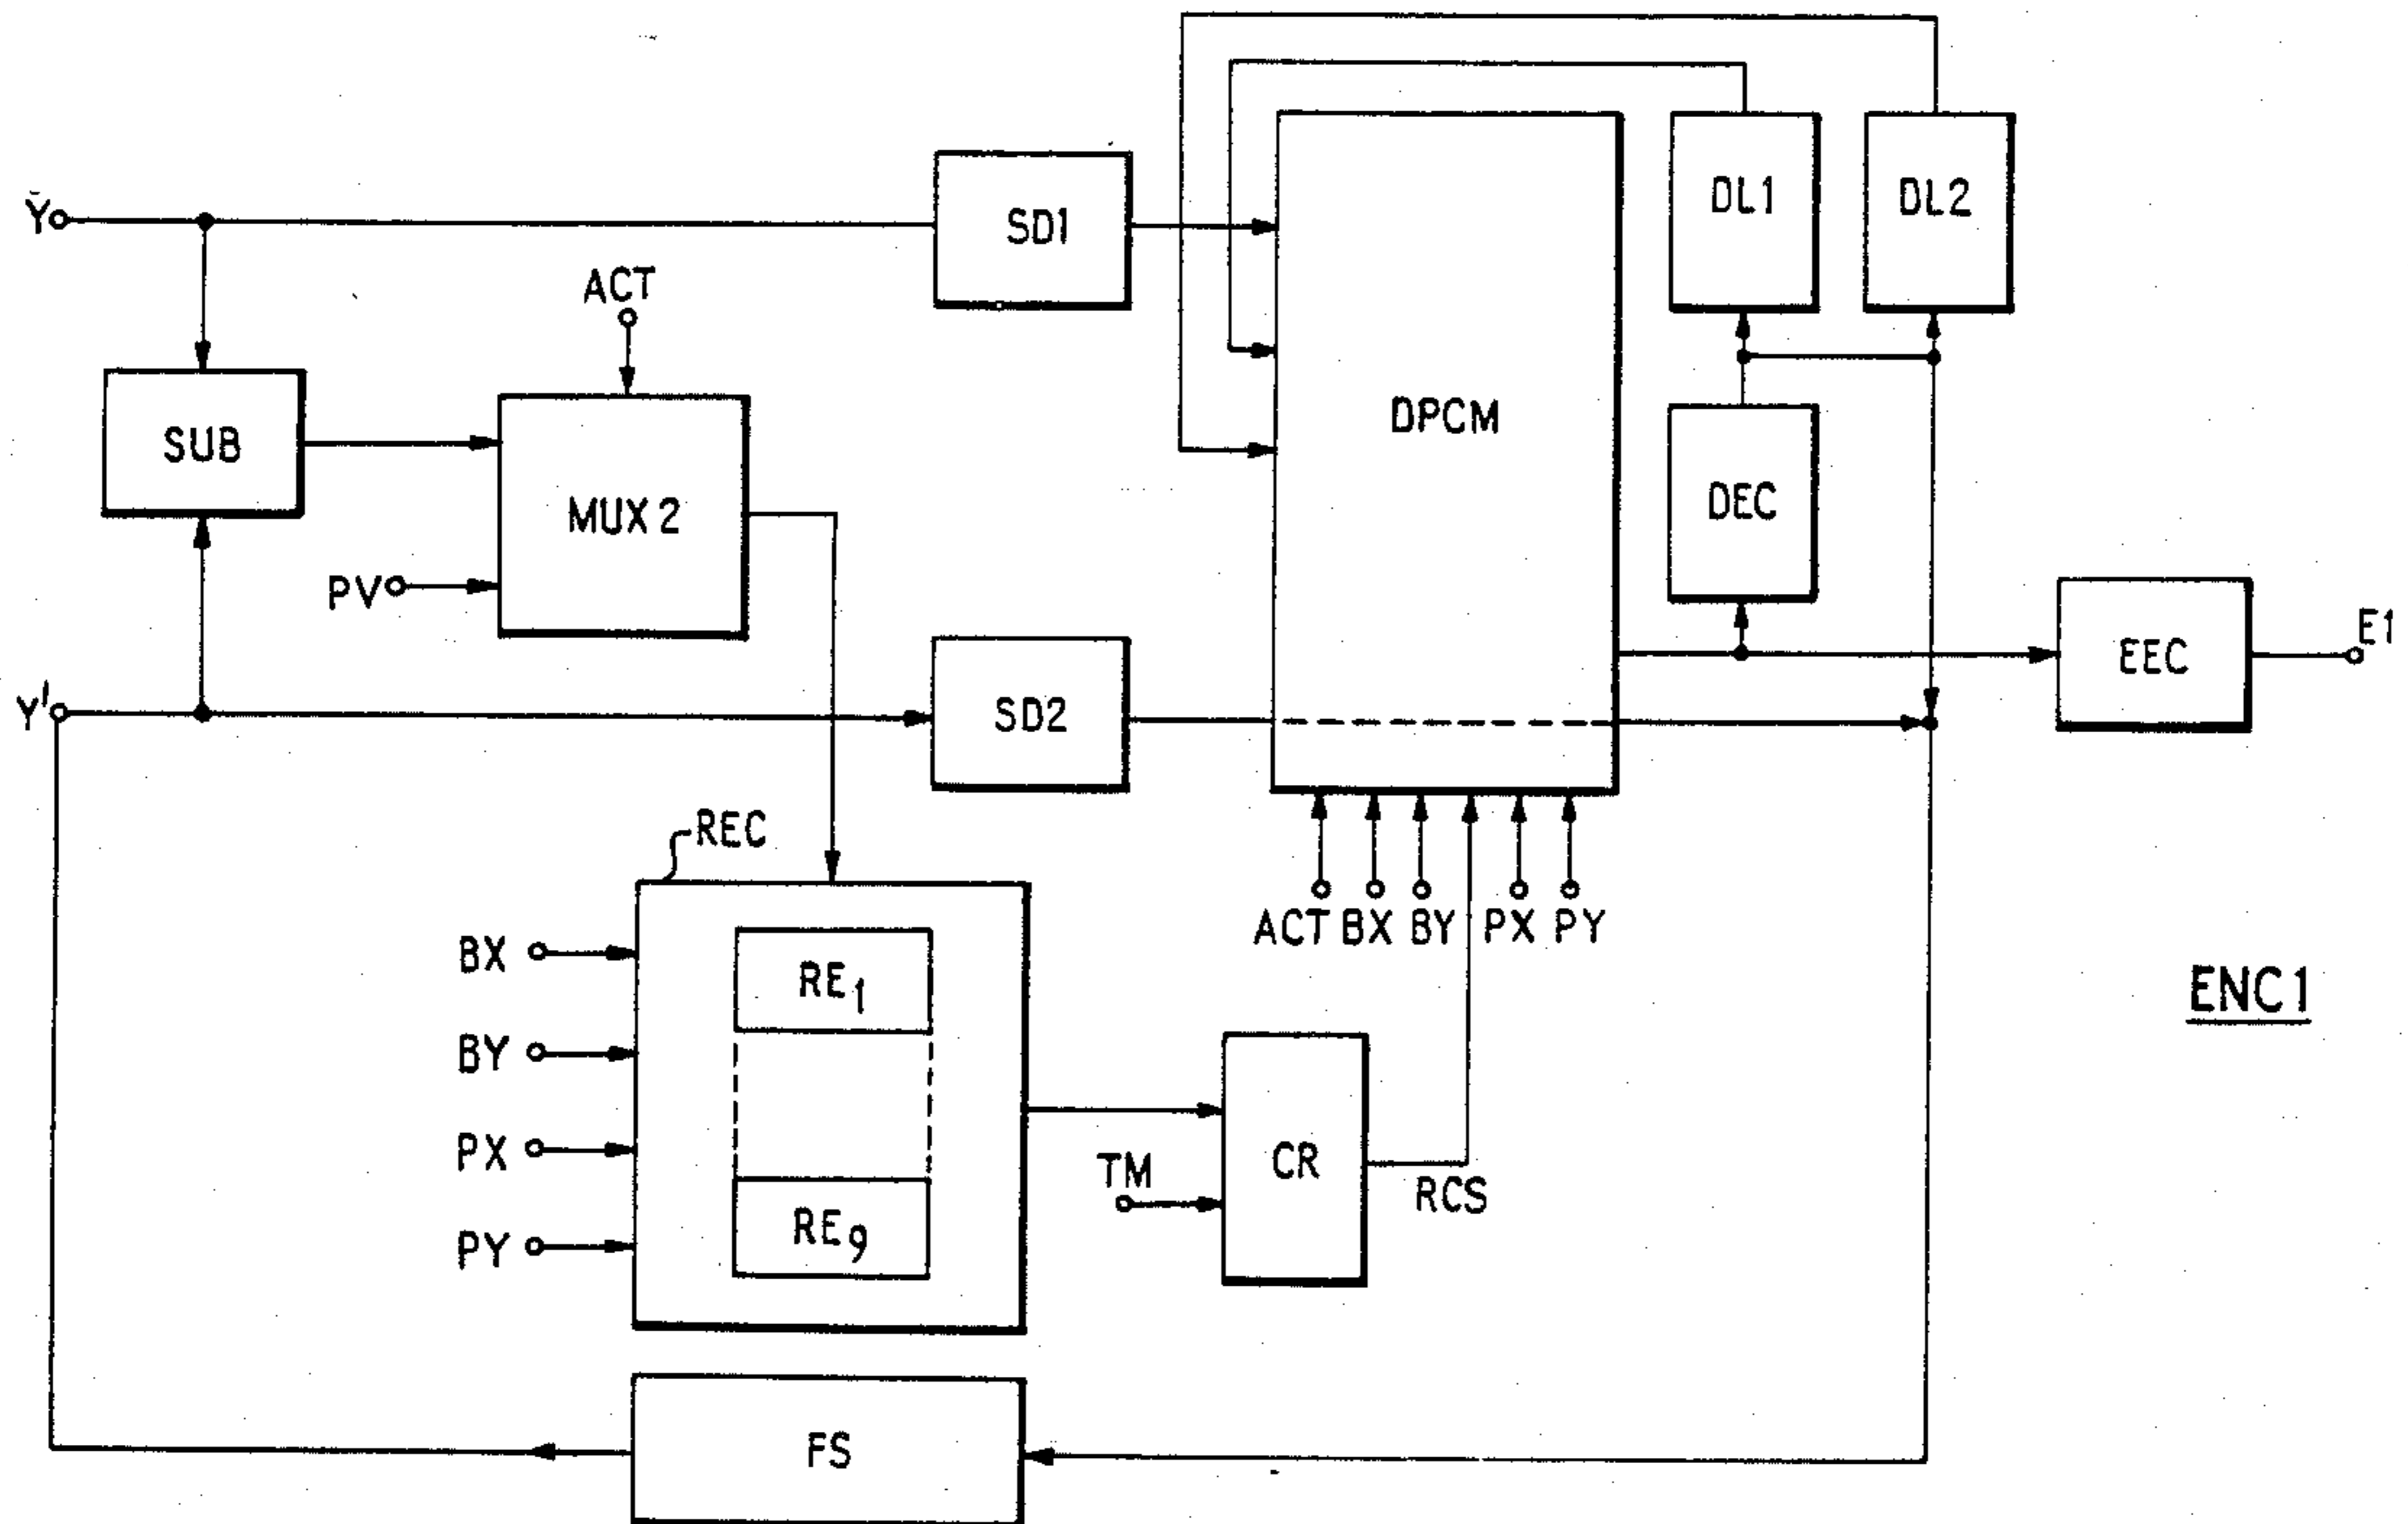 Y
SD1
DL1
DL2
ACT
SUB
MUX 2
DPCM
DEC
PV
EEC
E1
Y'
SD2
REC
ACT BX BY PX PY
BX
RE1
ENC1
BY
PX
TM
CR
RCS
PY
RE9
FS